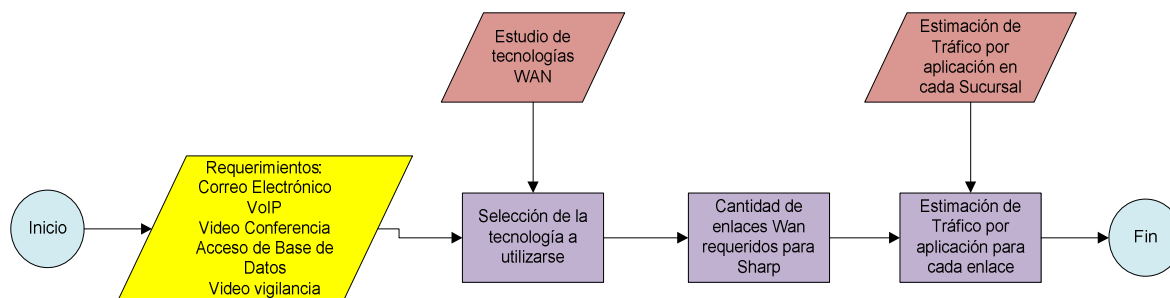 Estudio de
tecnologías
WAN
Estimación de
Tráfico por
aplicación en
cada Sucursal
Inicio
Requerimientos:
Correo Electrónico
VoIP
Video Conferencia
Acceso de Base de
Datos
Video vigilancia
Selección de la
tecnología a
utilizarse
Cantidad de
enlaces Wan
requeridos para
Sharp
Estimación de
Tráfico por
aplicación para
cada enlace
Fin